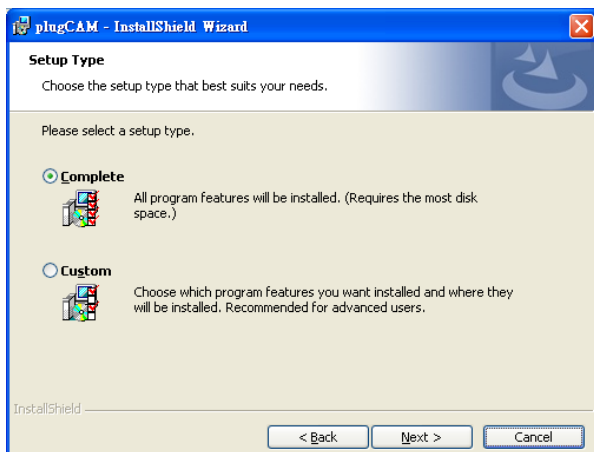 plugCAM - InstallShield Wizard
Setup Type
Choose the setup type that best suits your needs.
Please select a setup type.
Complete
All program features will be installed. (Requires the most disk
space.)
Custom
Choose which program features you want installed and where they
will be installed. Recommended for advanced users.
InstallShield
< Back
Next >
Cancel